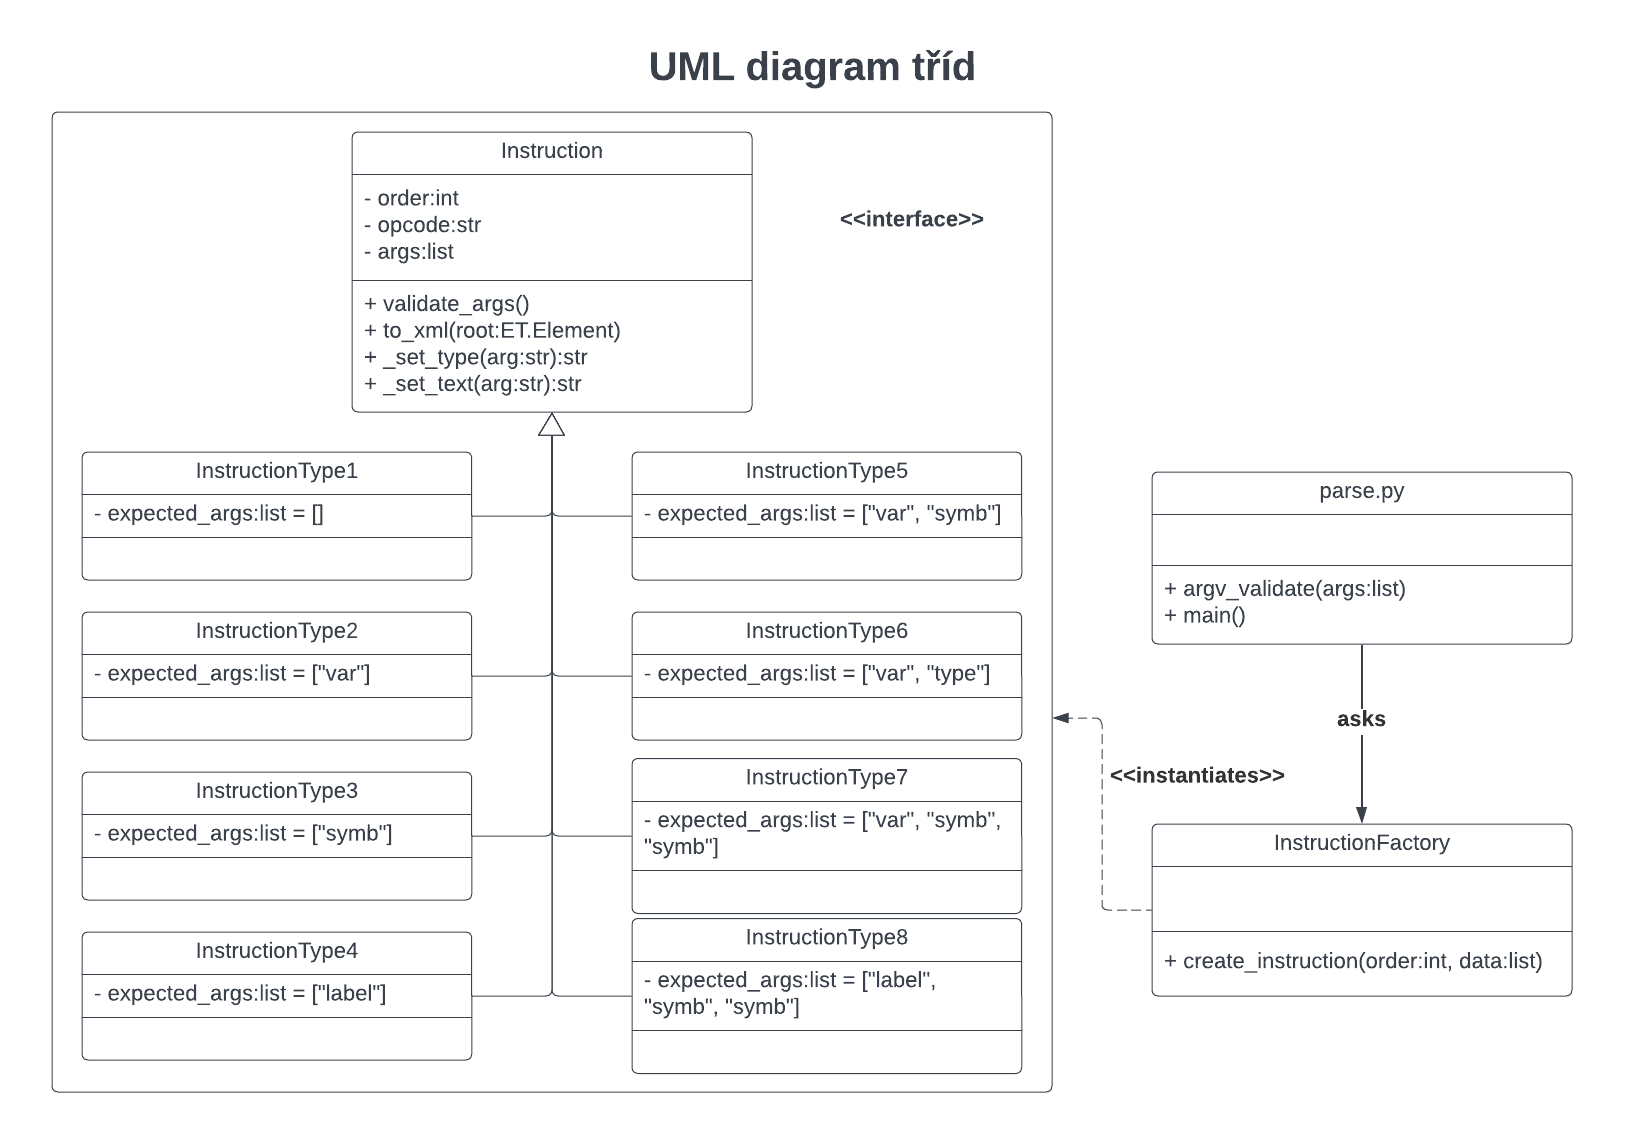 UML diagram tříd
Instruction
- order:int
- opcode:str
- args:list
<<interface>>
+ validate_args()
+ to_xml(root:ET.Element)
+ _set_type(arg:str):str
+ _set_text(arg:str):str
InstructionType1
- expected_args:list = []
InstructionType5
- expected_args:list = ["var", "symb"]
InstructionType2
- expected_args:list = ["var"]
InstructionType6
- expected_args:list = ["var", "type"]
InstructionType3
- expected_args:list = ["symb"]
InstructionType7
- expected_args:list = ["var", "symb",
"symb"]
InstructionType4
- expected_args:list = ["label"]
InstructionType8
- expected_args:list = ["label",
"symb", "symb"]
parse.py
+ argv_validate(args:list)
+ main()
asks
<<instantiates>>
InstructionFactory
+ create_instruction(order:int, data:list)